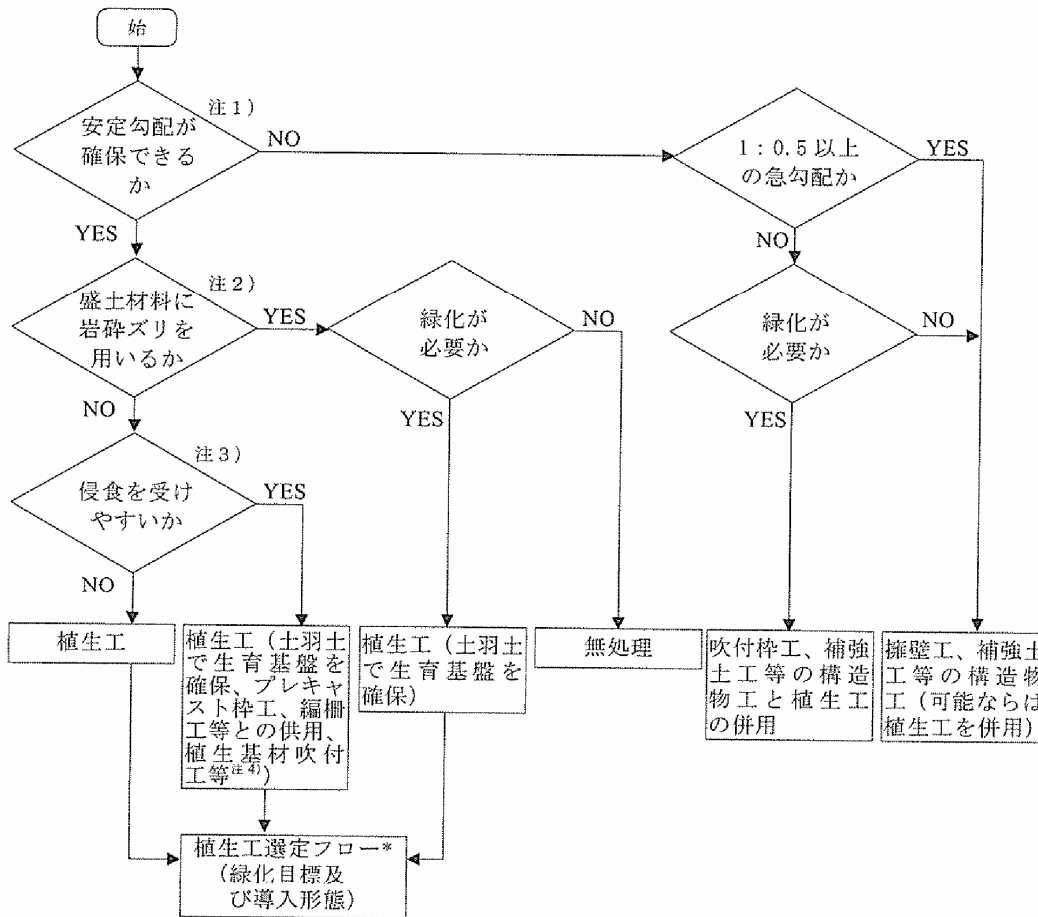 始
注1)
安定勾配が
確保できる
か
NO
YES
1:0.5以上
の急勾配か
YES
NO
注2)
盛土材料に
岩砕ズリを
用いるか
YES
NO
緑化が
必要か
NO
YES
緑化が
必要か
NO
YES
注3)
侵食を受け
やすいか
YES
NO
植生工
植生工（土羽土
で生育基盤を
確保、プレキャ
スト枠工、編柵
工等との供用、
植生基材吹付
工等注4)）
植生工（土羽土
で生育基盤を
確保）
無処理
吹付枠工、補強
土工等の構造
物工と植生工
の併用
擁壁工、補強土
工等の構造物
工（可能ならば
植生工を併用）
植生工選定フロー*
（緑化目標及
び導入形態）